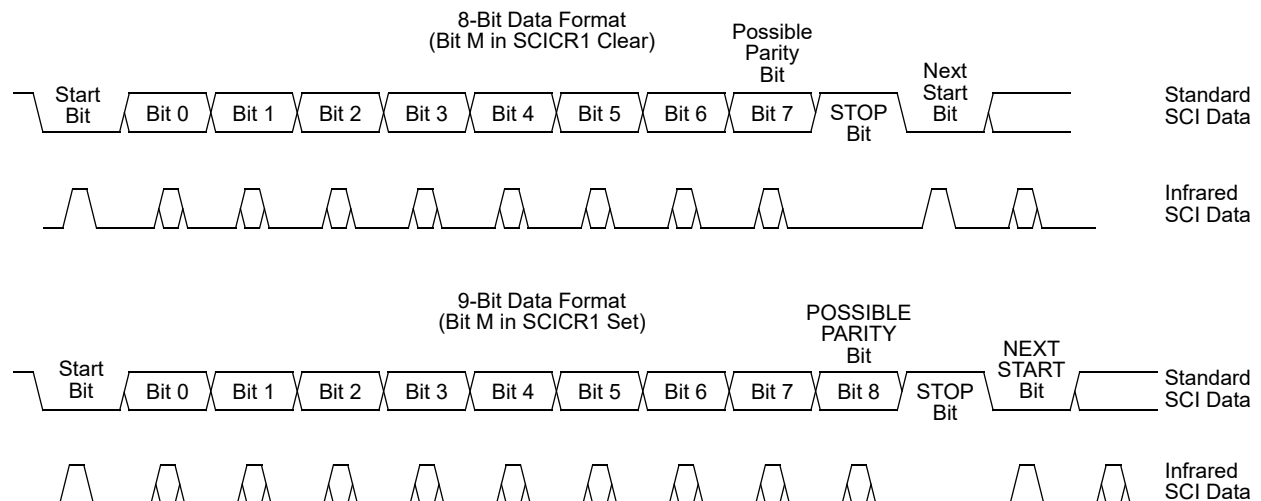 8-Bit Data Format
(Bit M in SCICR1 Clear)
Possible
Parity
Bit
Start
Bit
Bit 0
Bit 1
Bit 2
Bit 3
Bit 4
Bit 5
Bit 6
Bit 7
STOP
Bit
Next
Start
Bit
Standard
SCI Data
Infrared
SCI Data
9-Bit Data Format
(Bit M in SCICR1 Set)
POSSIBLE
PARITY
Bit
Start
Bit
Bit 0
Bit 1
Bit 2
Bit 3
Bit 4
Bit 5
Bit 6
Bit 7
Bit 8
STOP
Bit
NEXT
START
Bit
Standard
SCI Data
Infrared
SCI Data